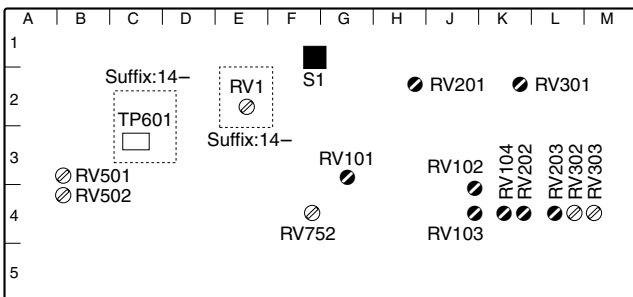 A B C D E F G H J K L M
1
S1
Suffix:14–
RV1
RV201
RV301
2
TP601
Suffix:14–
RV101
RV102
RV104
RV202
RV203
RV302
RV303
3
RV501
RV502
4
RV752
RV103
5